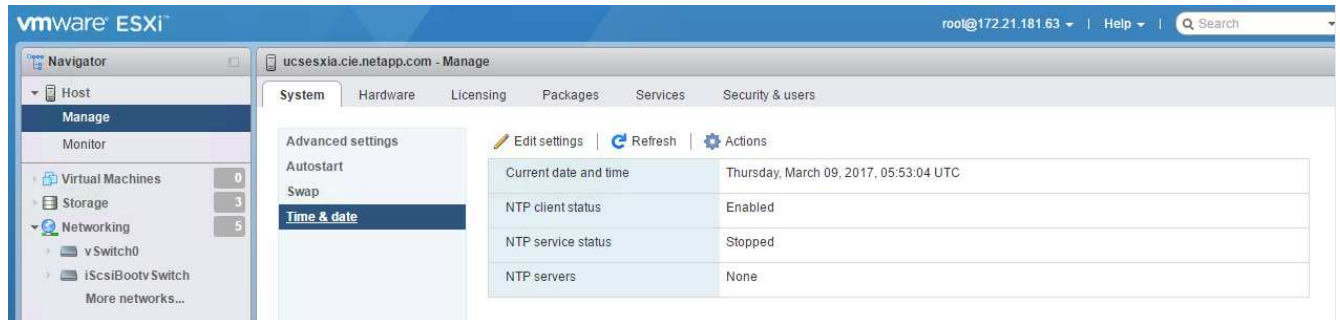 vmware ESXi™
root@172.21.181.63 | Help | Search
Navigator
ucsesxia.cie.netapp.com - Manage
Host
Manage
Monitor
Virtual Machines 0
Storage 3
Networking 5
vSwitch0
iScsiBootvSwitch
More networks...
System Hardware Licensing Packages Services Security & users
Advanced settings
Autostart
Swap
Time & date
Edit settings | Refresh | Actions
Current date and time Thursday, March 09, 2017, 05:53:04 UTC
NTP client status Enabled
NTP service status Stopped
NTP servers None